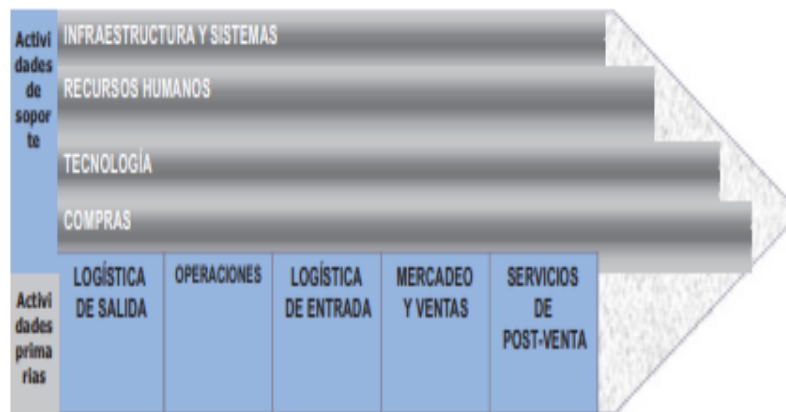 Activi
dades
de
sopor
te
INFRAESTRUCTURA Y SISTEMAS
RECURSOS HUMANOS
TECNOLOGÍA
COMPRAS
Activi
dades
prima
rias
LOGÍSTICA
DE SALIDA
OPERACIONES
LOGÍSTICA
DE ENTRADA
MERCADEO
Y VENTAS
SERVICIOS
DE
POST-VENTA